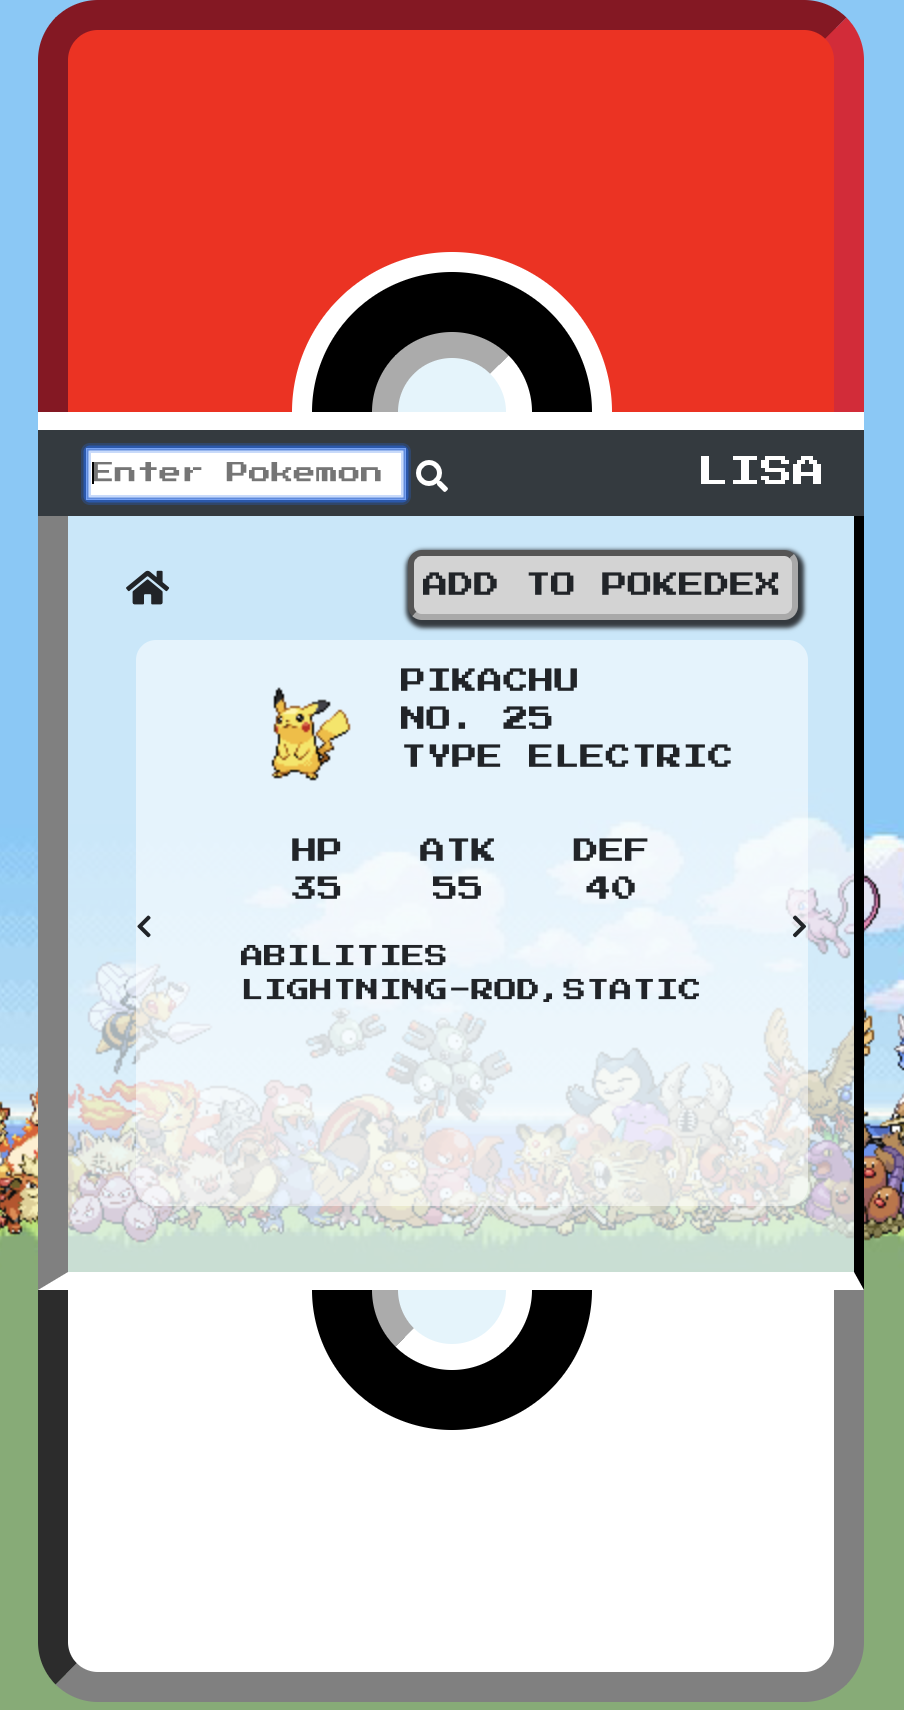 Enter Pokemon
LISA
ADD TO POKEDEX
PIKACHU
NO. 25
TYPE ELECTRIC
HP ATK DEF
35 55 40
ABILITIES
LIGHTNING-ROD,STATIC